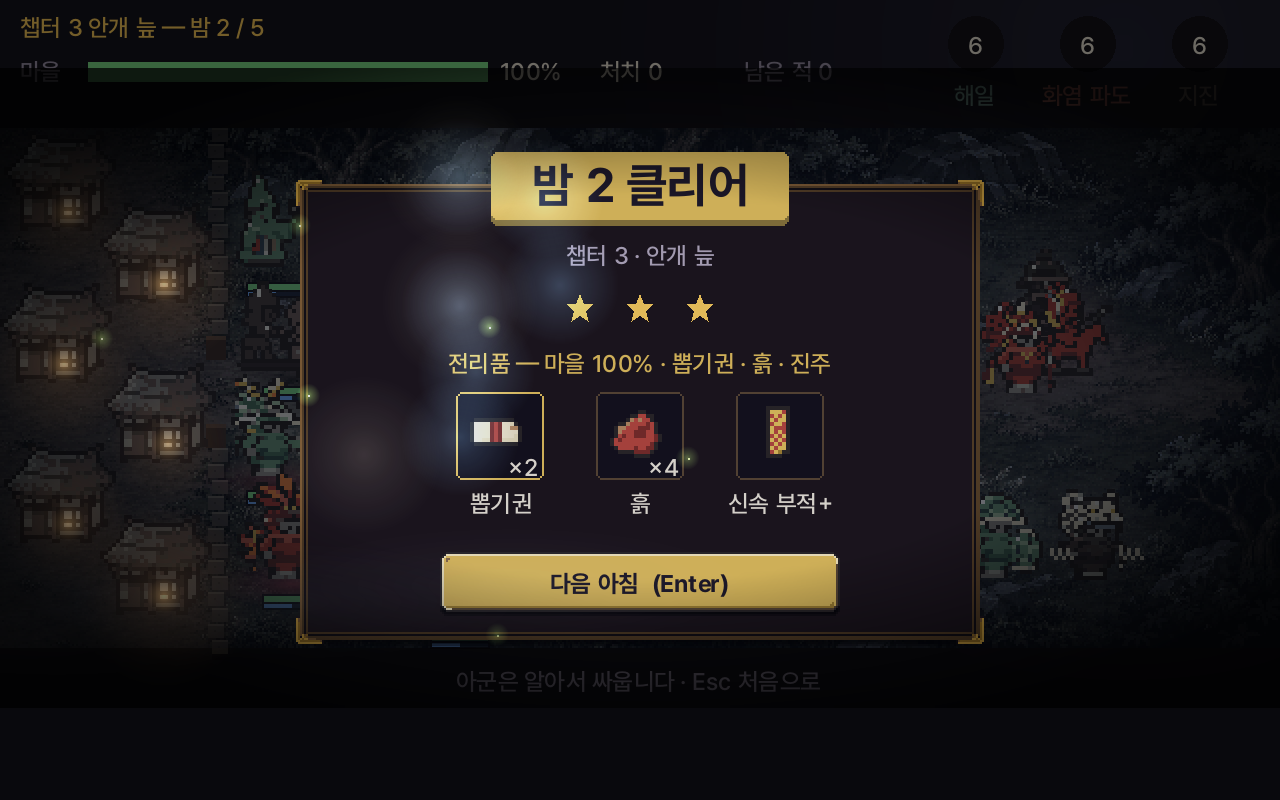 챕터 3 안개 늪 — 밤 2 / 5
마을 100% 처치 0 남은 적 0
6 6 6
해일 화염 파도 지진
밤 2 클리어
챕터 3 · 안개 늪
전리품 — 마을 100% · 뽑기권 · 흙 · 진주
×2 ×4
뽑기권 흙 신속 부적+
다음 아침 (Enter)
아군은 알아서 싸웁니다 · Esc 처음으로